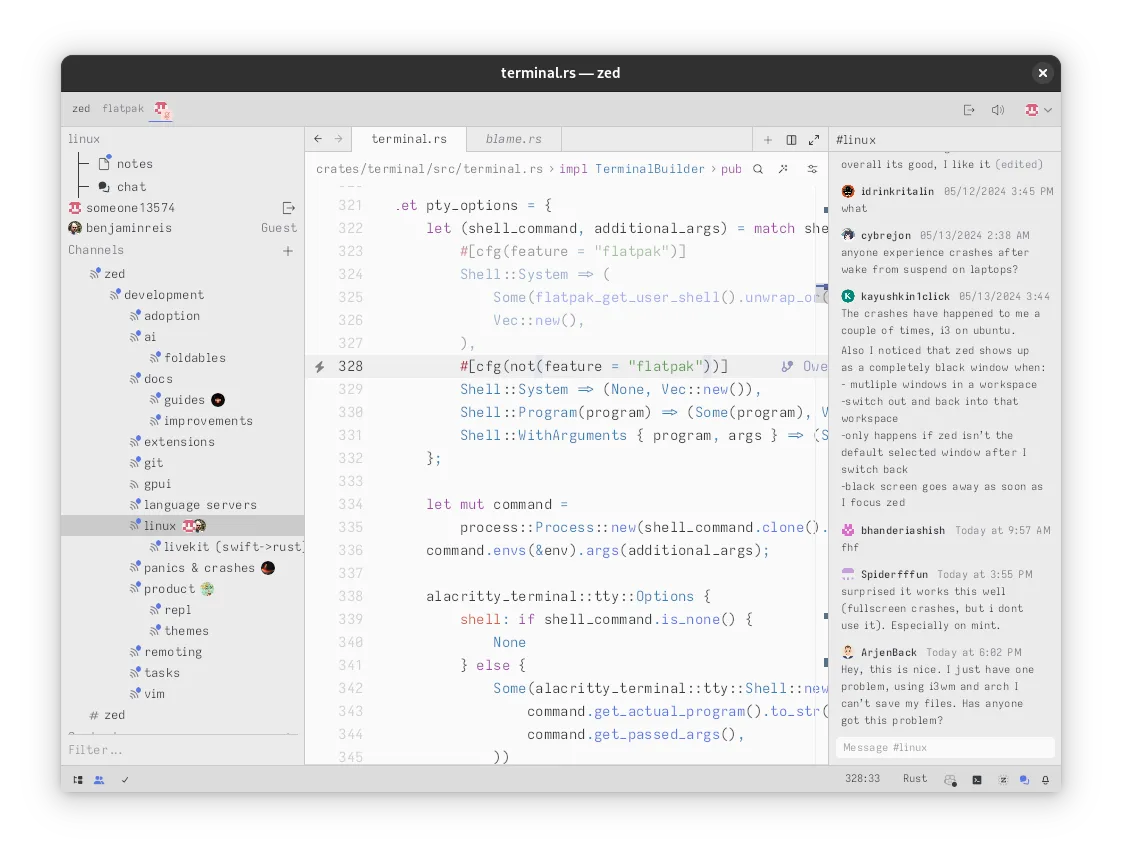 terminal.rs — zed
zed flatpak
linux
notes
chat
someone13574
benjaminreis Guest
Channels
zed
development
adoption
ai
foldables
docs
guides
improvements
extensions
git
gpui
language servers
linux
livekit (swift->rust)
panics & crashes
product
repl
themes
remoting
tasks
vim
# zed
Filter...
terminal.rs
blame.rs
crates/terminal/src/terminal.rs › impl TerminalBuilder › pub
321 .et pty_options = {
322 let (shell_command, additional_args) = match she
323 #[cfg(feature = "flatpak")]
324 Shell::System => (
325 Some(flatpak_get_user_shell().unwrap_or(
326 Vec::new(),
327 ),
328 #[cfg(not(feature = "flatpak"))] Owe
329 Shell::System => (None, Vec::new()),
330 Shell::Program(program) => (Some(program), V
331 Shell::WithArguments { program, args } => (S
332 };
333
334 let mut command =
335 process::Process::new(shell_command.clone().
336 command.envs(&env).args(additional_args);
337
338 alacritty_terminal::tty::Options {
339 shell: if shell_command.is_none() {
340 None
341 } else {
342 Some(alacritty_terminal::tty::Shell::new
343 command.get_actual_program().to_str(
344 command.get_passed_args(),
345 ))
#linux
overall its good, I like it (edited)
idrinkritalin 05/12/2024 3:45 PM
what
cybrejon 05/13/2024 2:38 AM
anyone experience crashes after
wake from suspend on laptops?
K kayushkin1click 05/13/2024 3:44
The crashes have happened to me a
couple of times, i3 on ubuntu.
Also I noticed that zed shows up
as a completely black window when:
- mutliple windows in a workspace
-switch out and back into that
workspace
-only happens if zed isn't the
default selected window after I
switch back
-black screen goes away as soon as
I focus zed
bhanderiashish Today at 9:57 AM
fhf
Spiderfffun Today at 3:55 PM
surprised it works this well
(fullscreen crashes, but i dont
use it). Especially on mint.
ArjenBack Today at 6:02 PM
Hey, this is nice. I just have one
problem, using i3wm and arch I
can't save my files. Has anyone
got this problem?
Message #linux
328:33 Rust